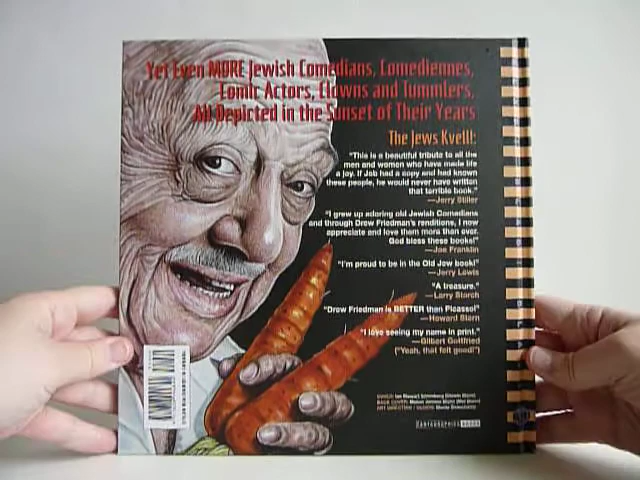 Yet Even MORE Jewish Comedians, Comediennes,
Comic Actors, Clowns and Tummlers,
All Depicted in the Sunset of Their Years
The Jews Kvell!:
"This is a beautiful tribute to all the
men and women who have made life
a joy. If Job had a copy and had known
these people, he would never have written
that terrible book."
—Jerry Stiller
"I grew up adoring old Jewish Comedians
and through Drew Friedman's renditions, I now
appreciate and love them more than ever.
God bless these books!"
—Joe Franklin
"I'm proud to be in the Old Jew book!"
—Jerry Lewis
"A treasure."
—Larry Storch
"Drew Friedman is BETTER than Picasso!"
—Howard Stern
"I love seeing my name in print."
—Gilbert Gottfried
("Yeah, that felt good!")
FANTAGRAPHICS BOOKS